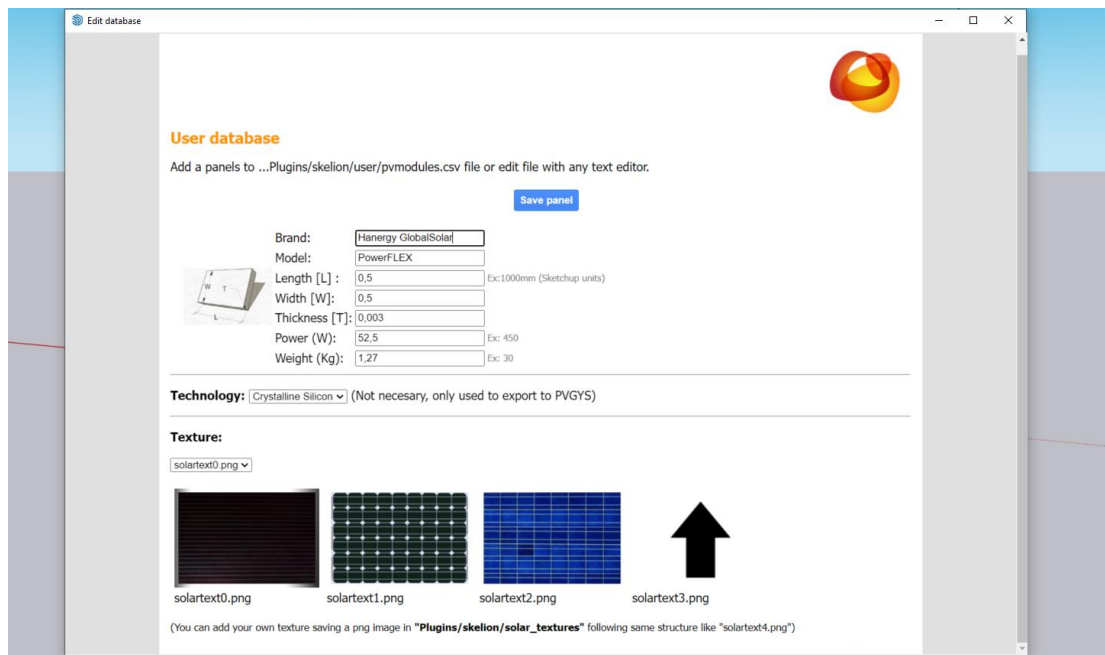 Edit database
User database
Add a panels to ...Plugins/skelion/user/pvmodules.csv file or edit file with any text editor.
Save panel
Brand: Hanergy GlobalSolar
Model: PowerFLEX
Length [L] : 0,5 Ex:1000mm (Sketchup units)
Width [W]: 0,5
Thickness [T]: 0,003
Power (W): 52,5 Ex: 450
Weight (Kg): 1,27 Ex: 30
W T
L
Technology: Crystalline Silicon (Not necesary, only used to export to PVGYS)
Texture:
solartext0.png
solartext0.png solartext1.png solartext2.png solartext3.png
(You can add your own texture saving a png image in "Plugins/skelion/solar_textures" following same structure like "solartext4.png")